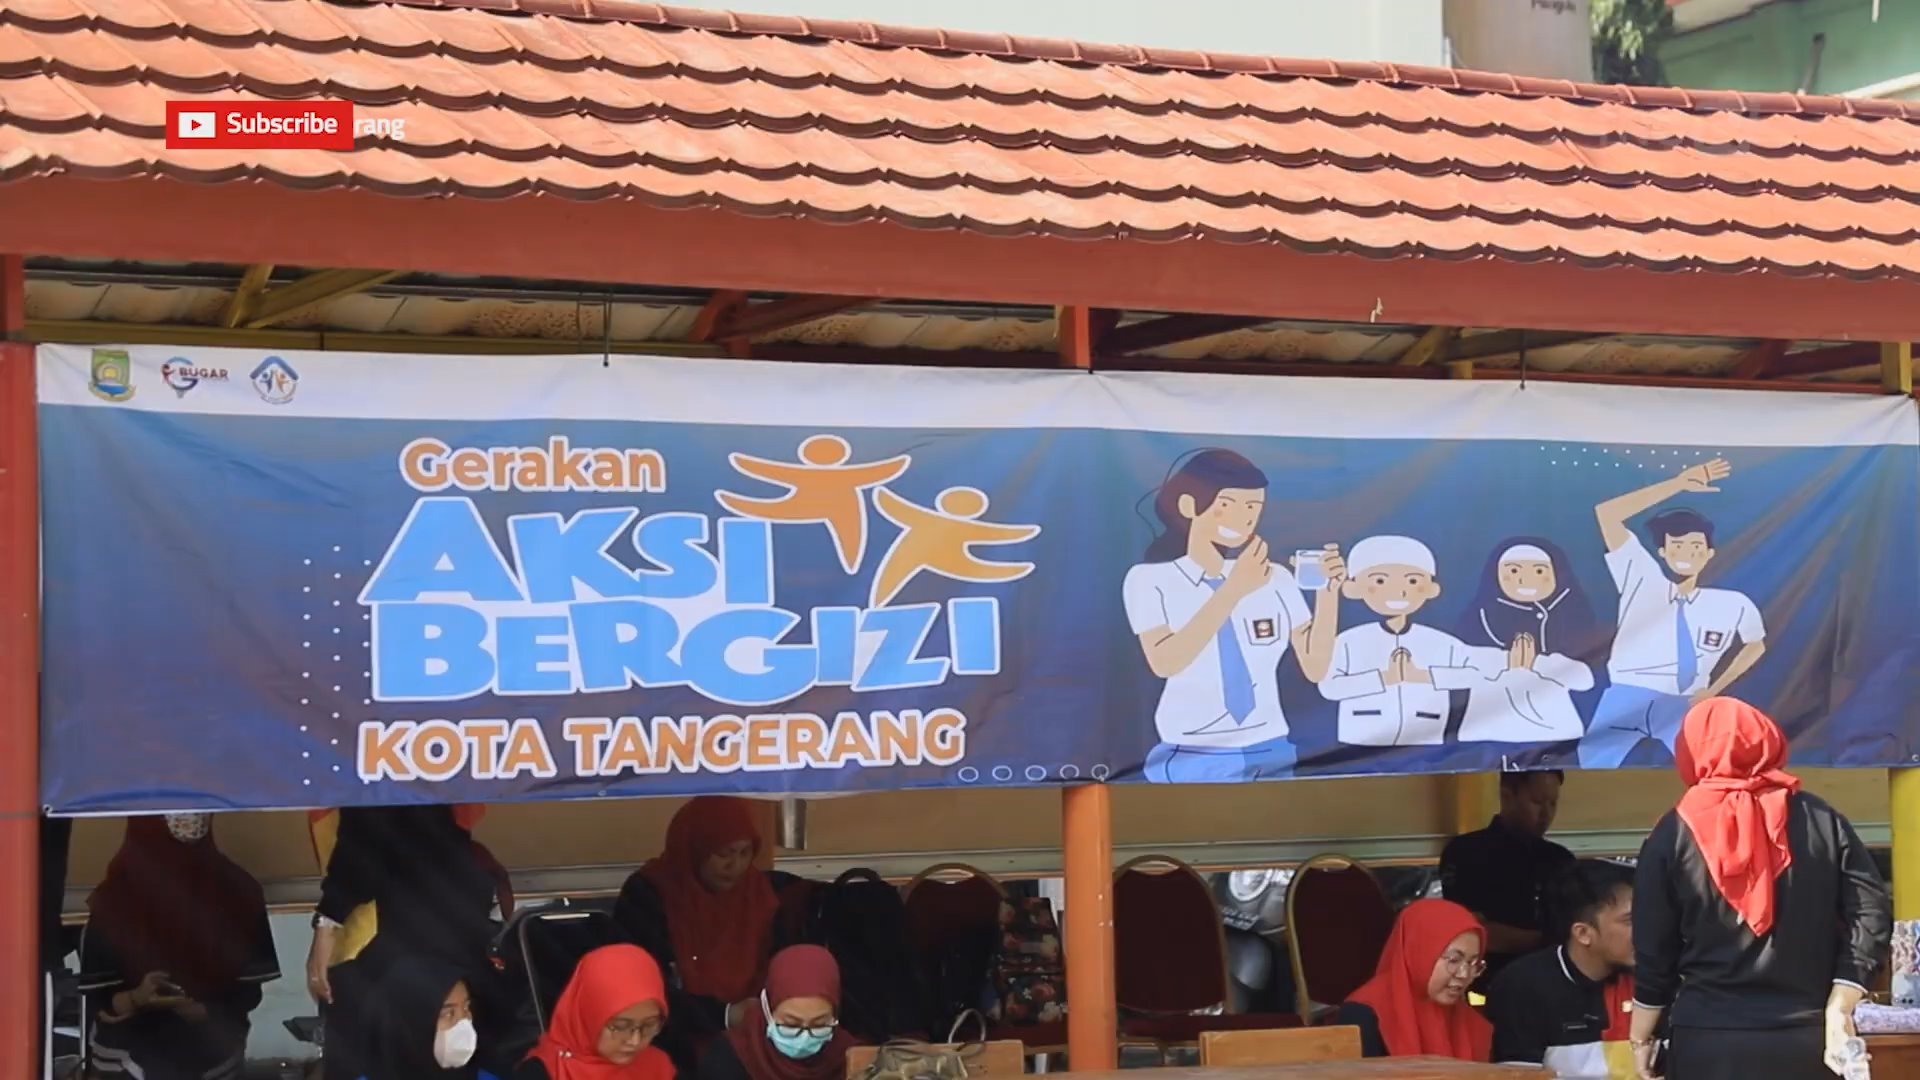 Subscribe
rang
BUGAR
Gerakan
AKSI
BERGIZI
KOTA TANGERANG